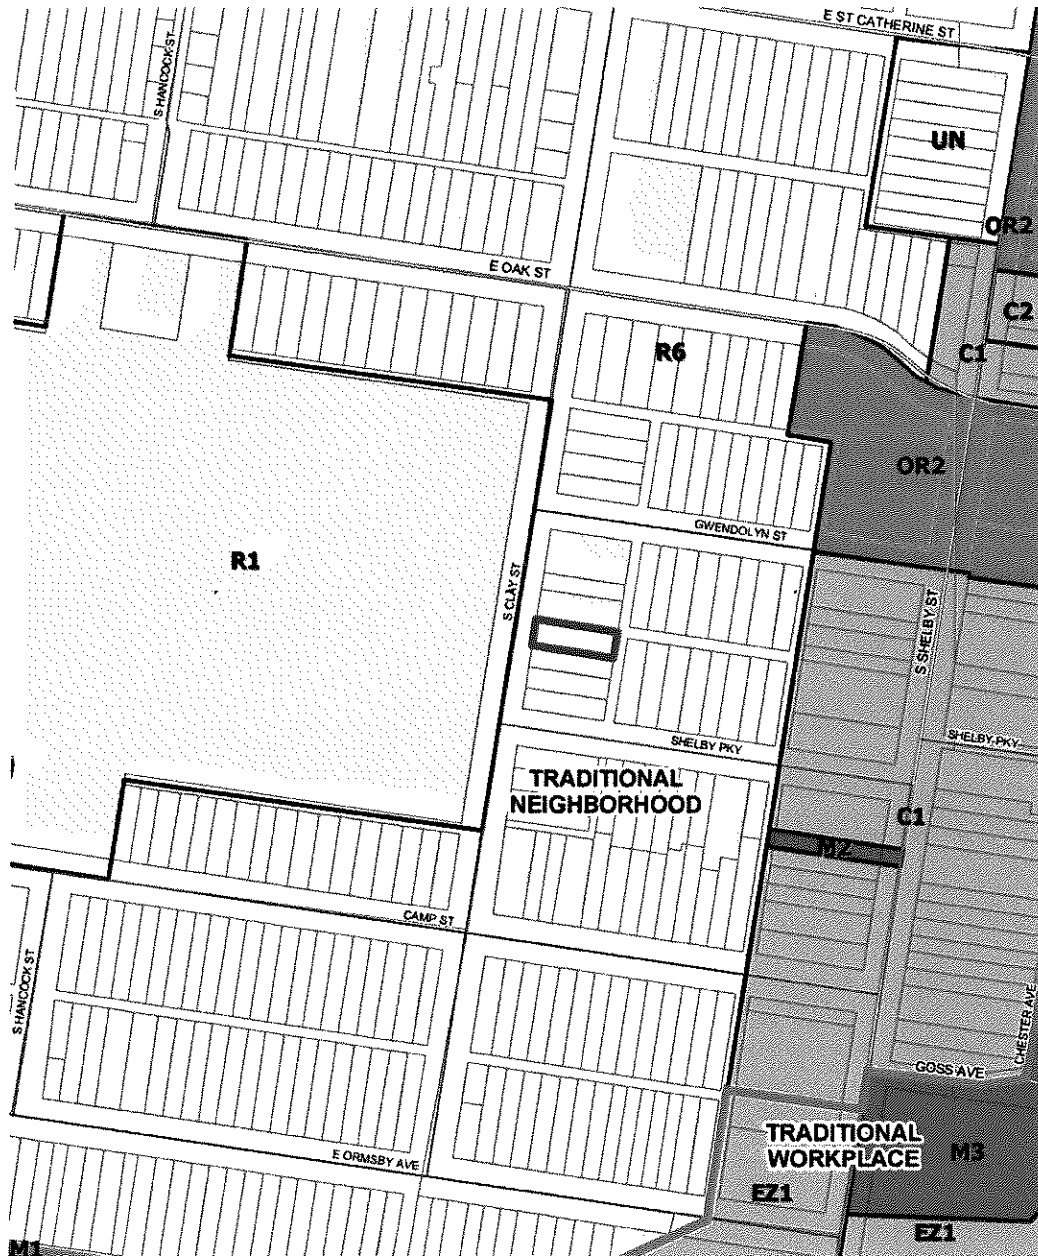 E ST CATHERINE ST
S HANCOCK ST
UN
OR2
E OAK ST
C2
R6
C1
OR2
GWENDOLYN ST
R1
S CLAY ST
S SHELBY ST
SHELBY PKY
SHELBY PKY
TRADITIONAL
NEIGHBORHOOD
C1
M2
CAMP ST
S HANCOCK ST
CHESTER AVE
GOSS AVE
TRADITIONAL
WORKPLACE
M3
E ORMSBY AVE
EZ1
EZ1
M1